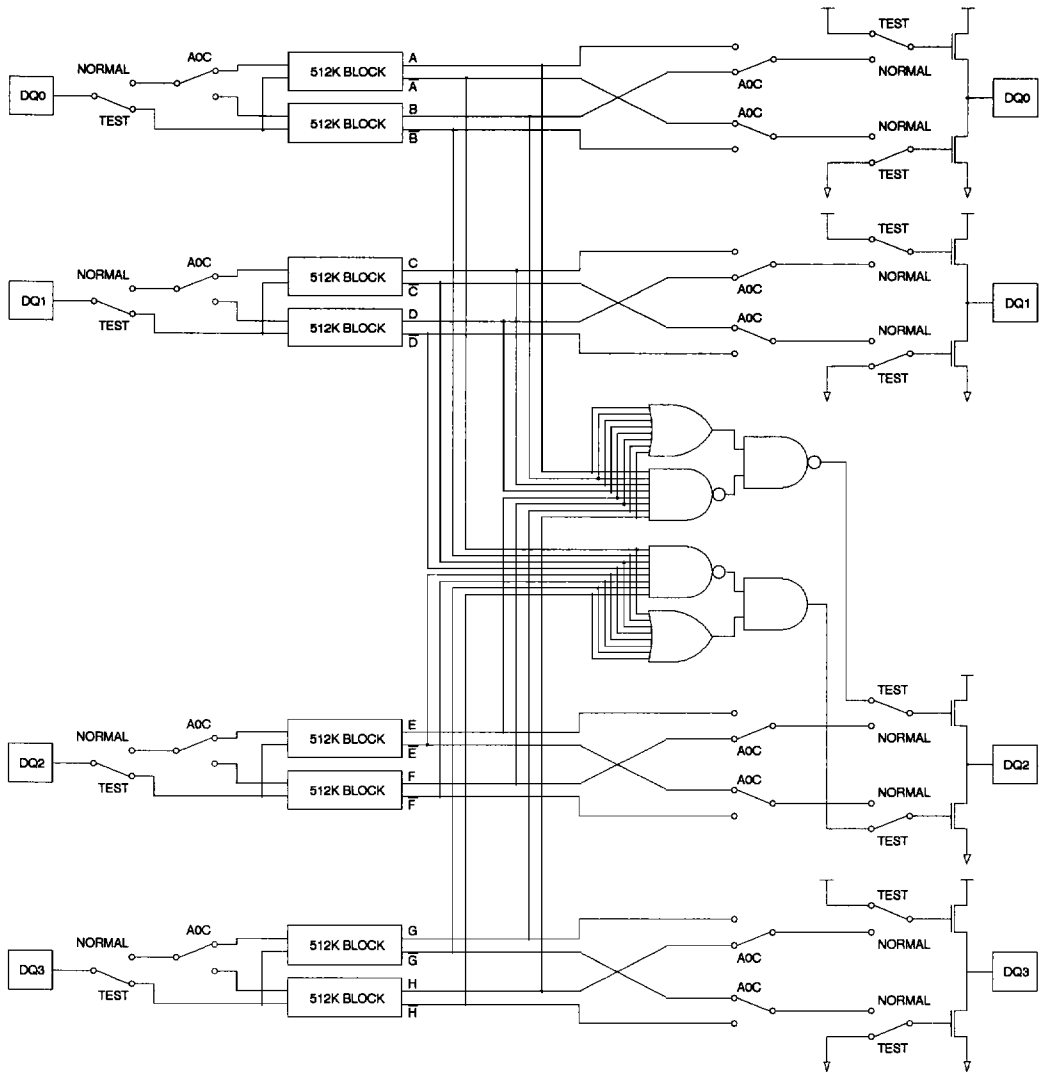 TEST
A0C
NORMAL
DQ0
TEST
512K BLOCK
A
A̅
512K BLOCK
B
B̅
A0C
NORMAL
A0C
NORMAL
TEST
DQ0
TEST
A0C
NORMAL
DQ1
TEST
512K BLOCK
C
C̅
512K BLOCK
D
D̅
A0C
NORMAL
A0C
NORMAL
TEST
DQ1
TEST
A0C
NORMAL
DQ2
TEST
512K BLOCK
E
E̅
512K BLOCK
F
F̅
A0C
NORMAL
A0C
NORMAL
TEST
DQ2
TEST
A0C
NORMAL
DQ3
TEST
512K BLOCK
G
G̅
512K BLOCK
H
H̅
A0C
NORMAL
A0C
NORMAL
TEST
DQ3